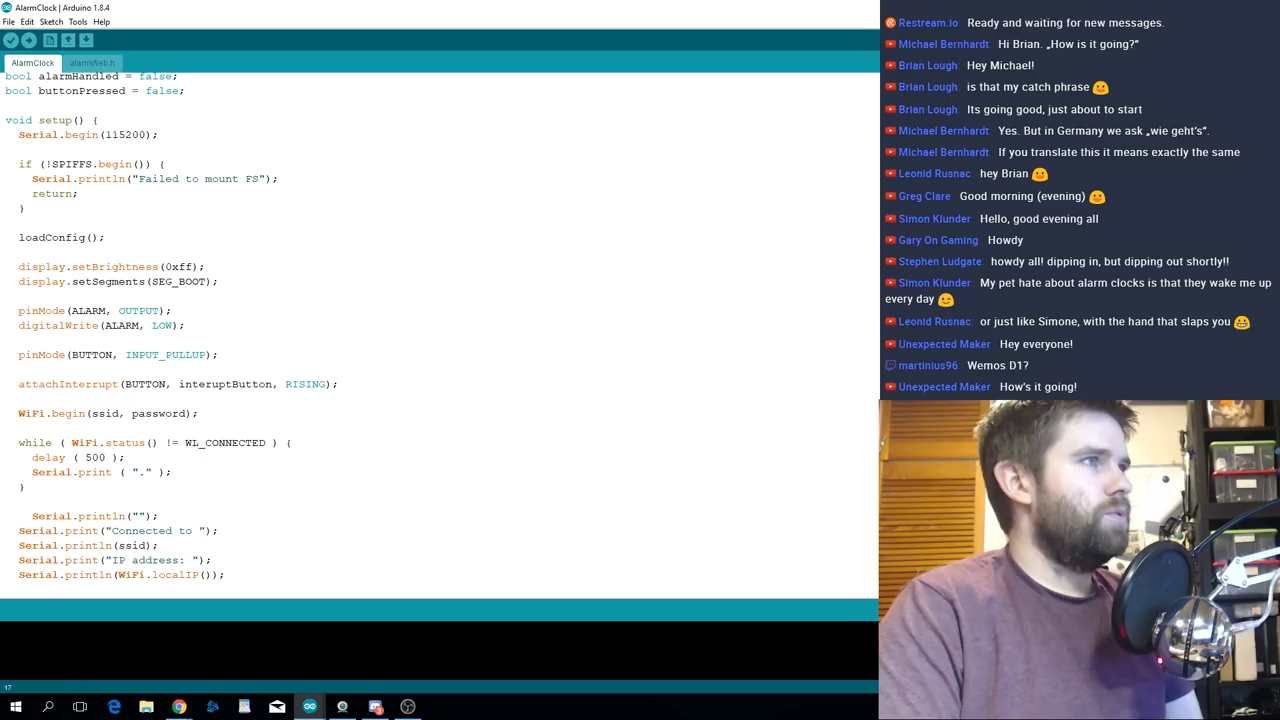 AlarmClock | Arduino 1.8.4
File Edit Sketch Tools Help
AlarmClock alarmWeb.h
bool alarmHandled = false;
bool buttonPressed = false;
void setup() {
Serial.begin(115200);
if (!SPIFFS.begin()) {
Serial.println("Failed to mount FS");
return;
}
loadConfig();
display.setBrightness(0xff);
display.setSegments(SEG_BOOT);
pinMode(ALARM, OUTPUT);
digitalWrite(ALARM, LOW);
pinMode(BUTTON, INPUT_PULLUP);
attachInterrupt(BUTTON, interuptButton, RISING);
WiFi.begin(ssid, password);
while ( WiFi.status() != WL_CONNECTED ) {
delay ( 500 );
Serial.print ( "." );
}
Serial.println("");
Serial.print("Connected to ");
Serial.println(ssid);
Serial.print("IP address: ");
Serial.println(WiFi.localIP());
17
Restream.io: Ready and waiting for new messages.
Michael Bernhardt: Hi Brian. „How is it going?“
Brian Lough: Hey Michael!
Brian Lough: is that my catch phrase
Brian Lough: Its going good, just about to start
Michael Bernhardt: Yes. But in Germany we ask „wie geht's“.
Michael Bernhardt: If you translate this it means exactly the same
Leonid Rusnac: hey Brian
Greg Clare: Good morning (evening)
Simon Klunder: Hello, good evening all
Gary On Gaming: Howdy
Stephen Ludgate: howdy all! dipping in, but dipping out shortly!!
Simon Klunder: My pet hate about alarm clocks is that they wake me up
every day
Leonid Rusnac: or just like Simone, with the hand that slaps you
Unexpected Maker: Hey everyone!
martinius96: Wemos D1?
Unexpected Maker: How's it going!